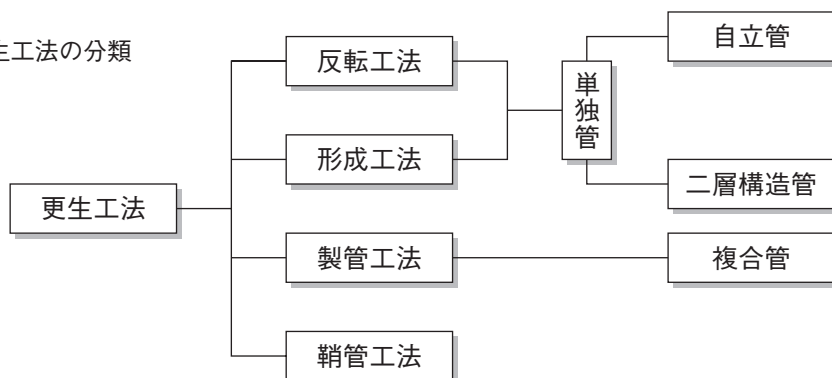 生工法の分類
更生工法
反転工法
形成工法
製管工法
鞘管工法
単独管
自立管
二層構造管
複合管